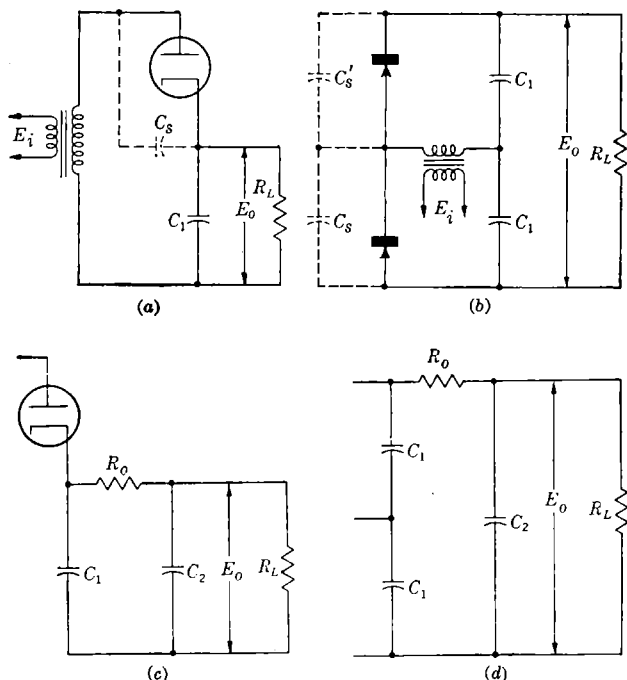 E_i
C_s
C_1
E_o
R_L
(a)
C_s'
C_s
E_i
C_1
C_1
E_o
R_L
(b)
R_o
C_1
C_2
E_o
R_L
(c)
R_o
C_1
C_1
C_2
E_o
R_L
(d)